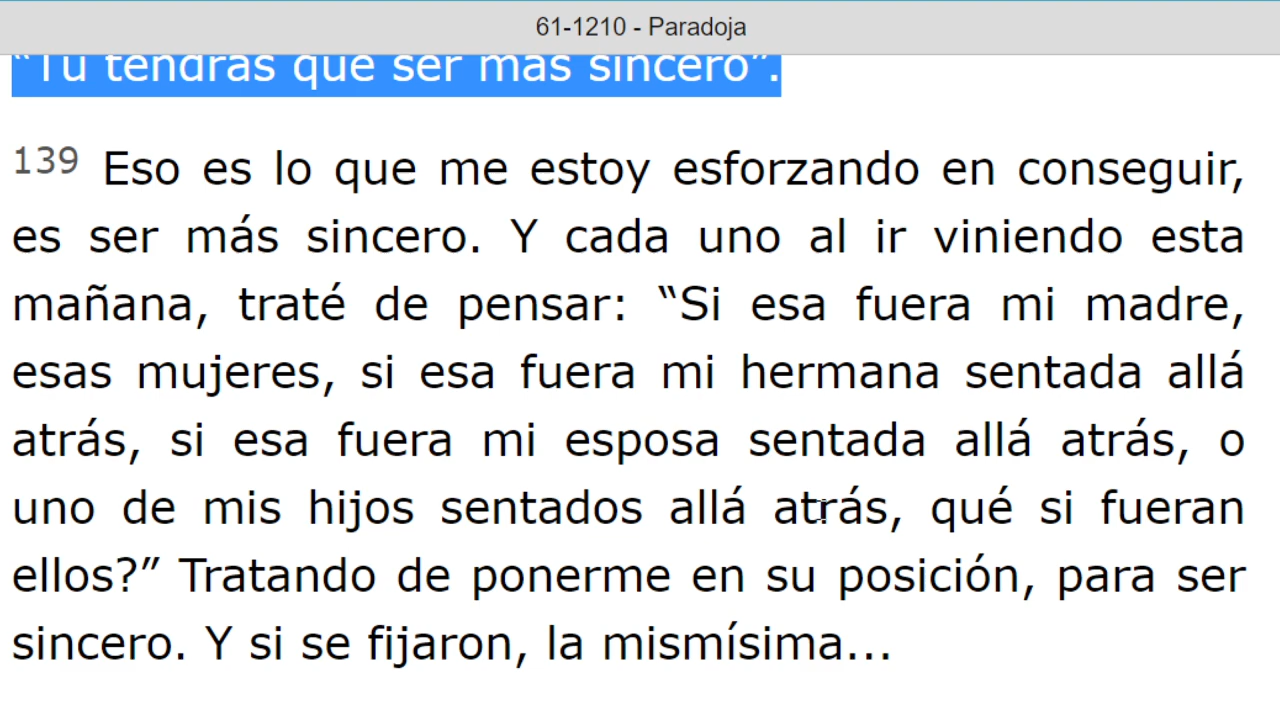 61-1210 - Paradoja
“Tú tendrás que ser más sincero”.
139 Eso es lo que me estoy esforzando en conseguir,
es ser más sincero. Y cada uno al ir viniendo esta
mañana, traté de pensar: “Si esa fuera mi madre,
esas mujeres, si esa fuera mi hermana sentada allá
atrás, si esa fuera mi esposa sentada allá atrás, o
uno de mis hijos sentados allá atrás, qué si fueran
ellos?” Tratando de ponerme en su posición, para ser
sincero. Y si se fijaron, la mismísima...